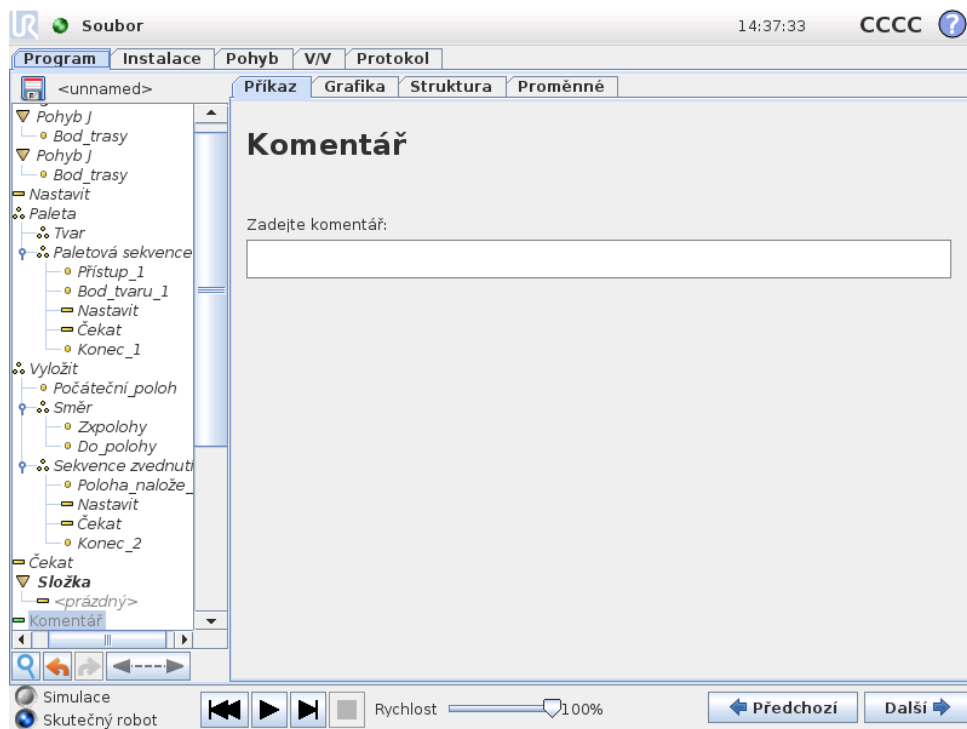 UR Soubor 14:37:33 CCCC ?
Program Instalace Pohyb V/V Protokol
<unnamed>
Příkaz Grafika Struktura Proměnné
Pohyb J
Bod_trasy
Pohyb J
Bod_trasy
Nastavit
Paleta
Tvar
Paletová sekvence
Přístup_1
Bod_tvaru_1
Nastavit
Čekat
Konec_1
Vyložit
Počáteční_poloh
Směr
Zxpolohy
Do_polohy
Sekvence zvednutí
Poloha_nalože_
Nastavit
Čekat
Konec_2
Čekat
Složka
<prázdný>
Komentář
Komentář
Zadejte komentář:
Simulace
Skutečný robot
Rychlost 100%
Předchozí Další